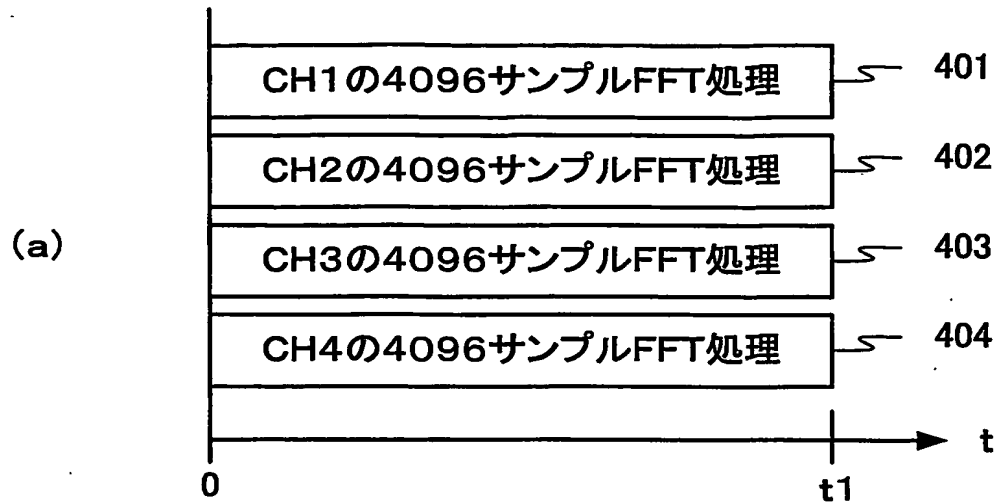 CH1の4096サンプルFFT処理 401
CH2の4096サンプルFFT処理 402
(a)
CH3の4096サンプルFFT処理 403
CH4の4096サンプルFFT処理 404
t
0 t1